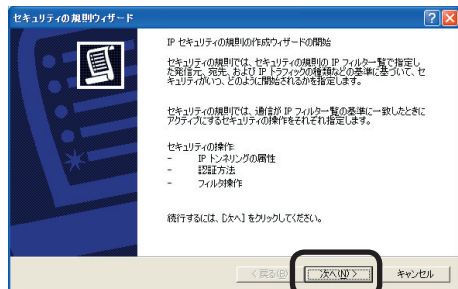 セキュリティの規則ウィザード
IP セキュリティの規則の作成ウィザードの開始
セキュリティの規則では、セキュリティの規則の IP フィルタ一覧で指定し
た発信元、宛先、および IP トラフィックの種類などの基準に基づいて、セ
キュリティがいつ、どのように開始されるかを指定します。
セキュリティの規則では、通信が IP フィルター覧の基準に一致したときに
アクティブにするセキュリティの操作をそれぞれ指定します。
セキュリティの操作:
- IP トンネリングの属性
- 認証方法
- フィルタ操作
続行するには、[次へ] をクリックしてください。
< 戻る(B)
次へ(N) >
キャンセル